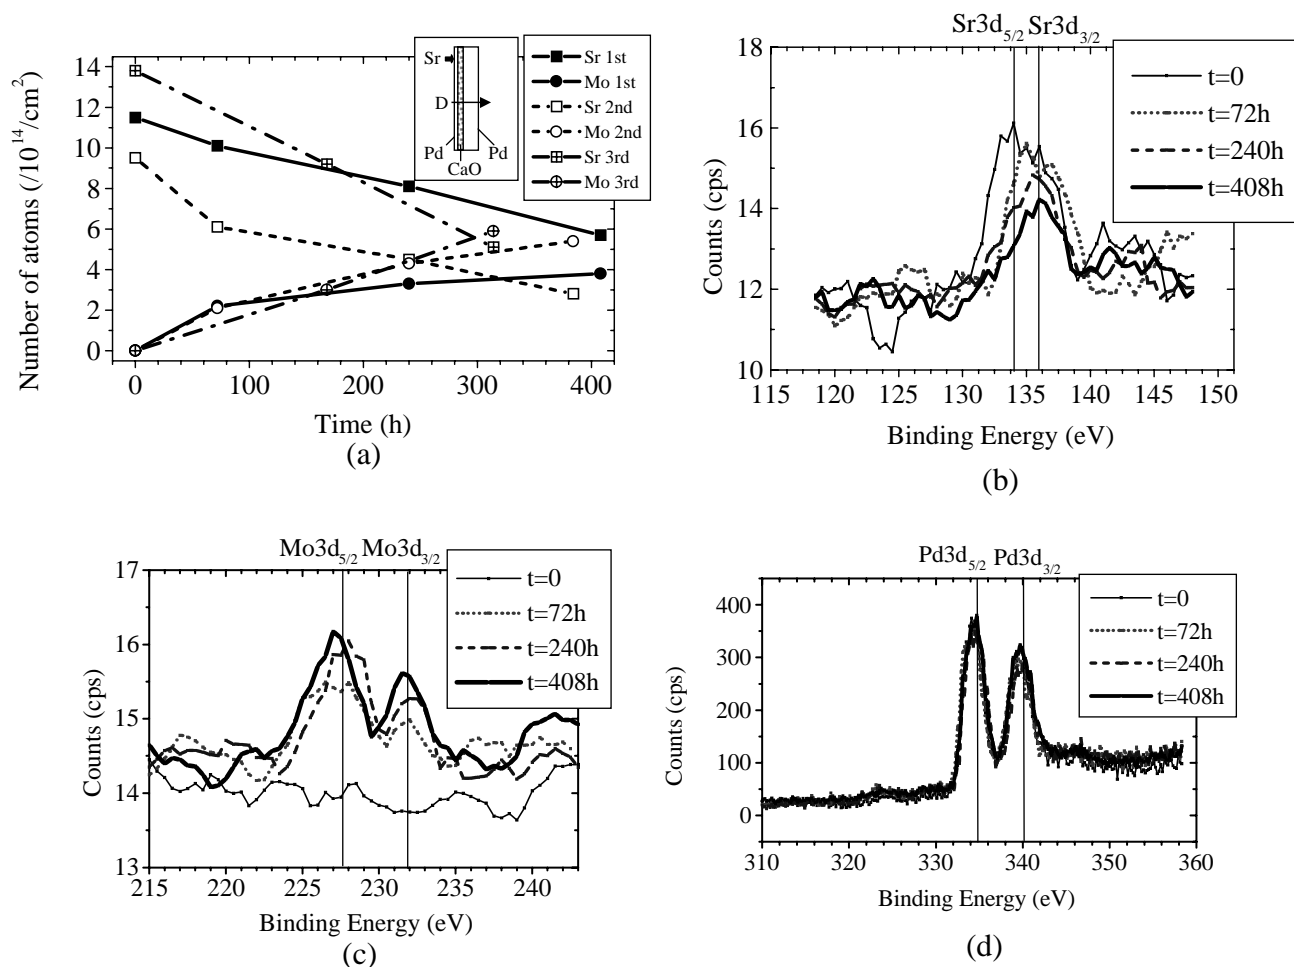 Number of atoms (/10^14/cm^2)
14
12
10
8
6
4
2
0
0 100 200 300 400
Time (h)
(a)
Sr
D
Pd
Pd
CaO
Sr 1st
Mo 1st
Sr 2nd
Mo 2nd
Sr 3rd
Mo 3rd
Sr3d5/2 Sr3d3/2
Counts (cps)
18
16
14
12
10
115 120 125 130 135 140 145 150
Binding Energy (eV)
(b)
t=0
t=72h
t=240h
t=408h
Mo3d5/2 Mo3d3/2
Counts (cps)
17
16
15
14
13
215 220 225 230 235 240
Binding Energy (eV)
(c)
t=0
t=72h
t=240h
t=408h
Pd3d5/2 Pd3d3/2
Counts (cps)
400
300
200
100
0
310 320 330 340 350 360
Binding Energy (eV)
(d)
t=0
t=72h
t=240h
t=408h